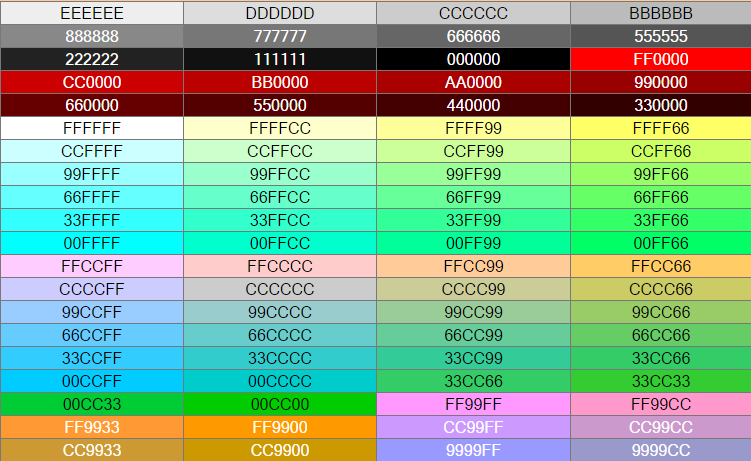 EEEEEE DDDDDD CCCCCC BBBBBB
888888 777777 666666 555555
222222 111111 000000 FF0000
CC0000 BB0000 AA0000 990000
660000 550000 440000 330000
FFFFFF FFFFCC FFFF99 FFFF66
CCFFFF CCFFCC CCFF99 CCFF66
99FFFF 99FFCC 99FF99 99FF66
66FFFF 66FFCC 66FF99 66FF66
33FFFF 33FFCC 33FF99 33FF66
00FFFF 00FFCC 00FF99 00FF66
FFCCFF FFCCCC FFCC99 FFCC66
CCCCFF CCCCCC CCCC99 CCCC66
99CCFF 99CCCC 99CC99 99CC66
66CCFF 66CCCC 66CC99 66CC66
33CCFF 33CCCC 33CC99 33CC66
00CCFF 00CCCC 33CC66 33CC33
00CC33 00CC00 FF99FF FF99CC
FF9933 FF9900 CC99FF CC99CC
CC9933 CC9900 9999FF 9999CC